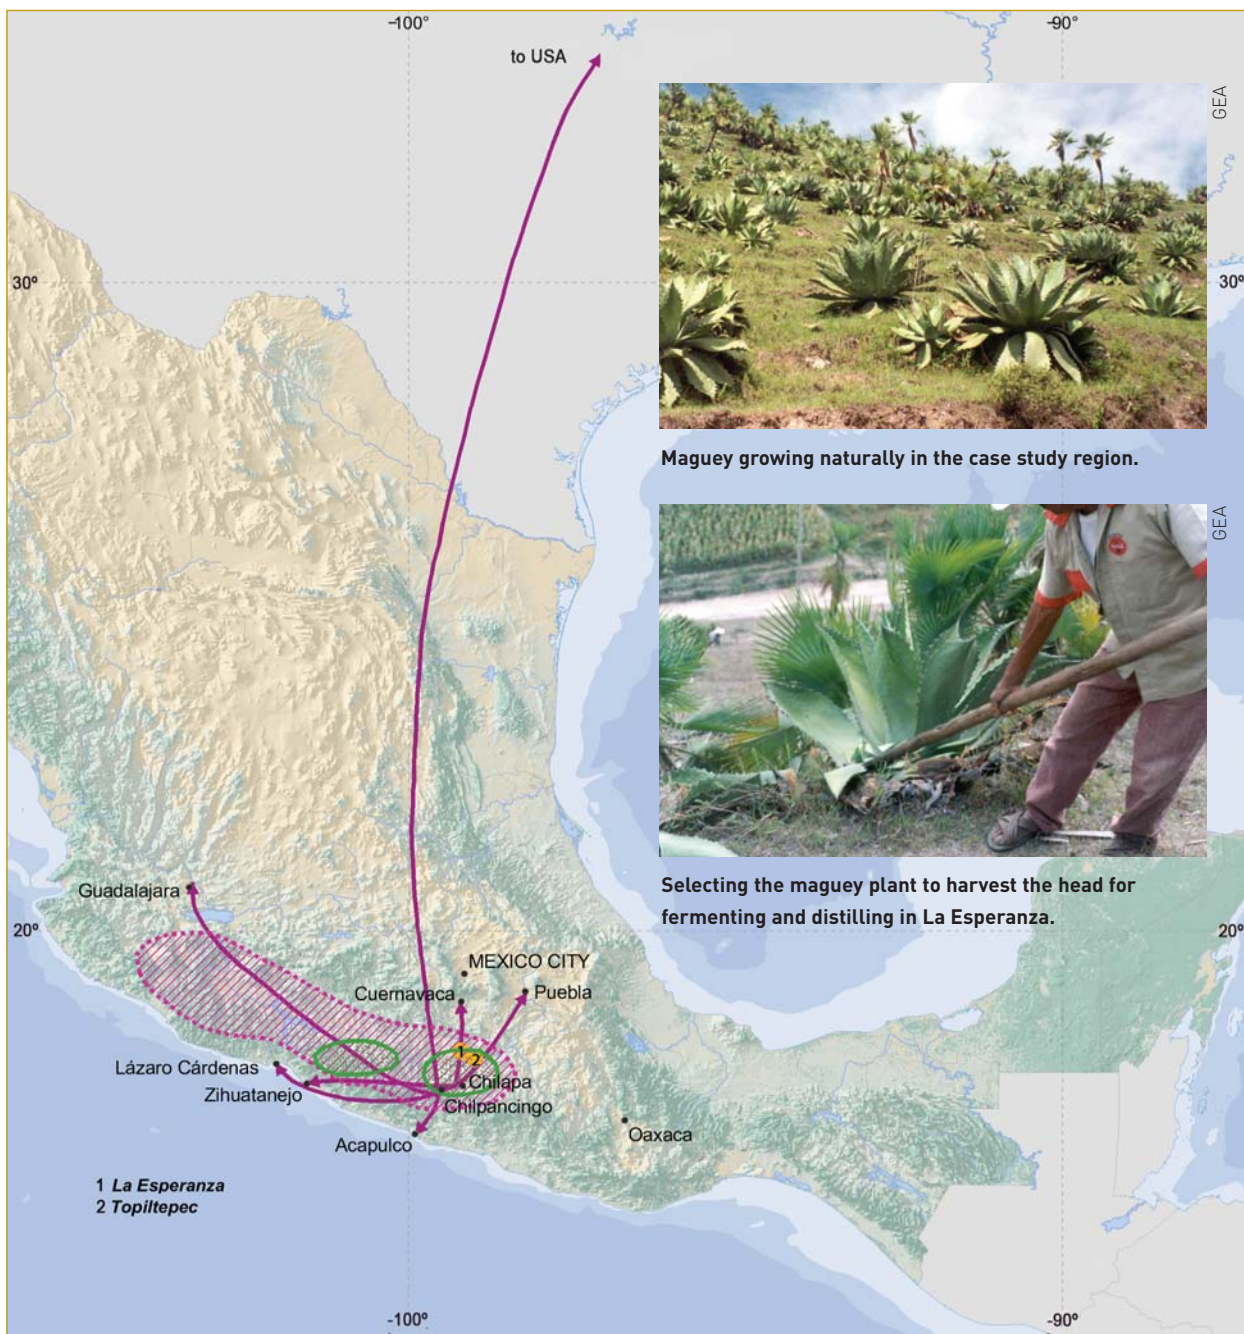 -100°
-90°
to USA
GEA
30°
30°
Maguey growing naturally in the case study region.
GEA
Selecting the maguey plant to harvest the head for
fermenting and distilling in La Esperanza.
Guadalajara
20°
20°
MEXICO CITY
Cuernavaca
Puebla
1
2
Lázaro Cárdenas
Zihuatanejo
Chilapa
Chilpancingo
Acapulco
Oaxaca
1 La Esperanza
2 Topiltepec
-100°
-90°